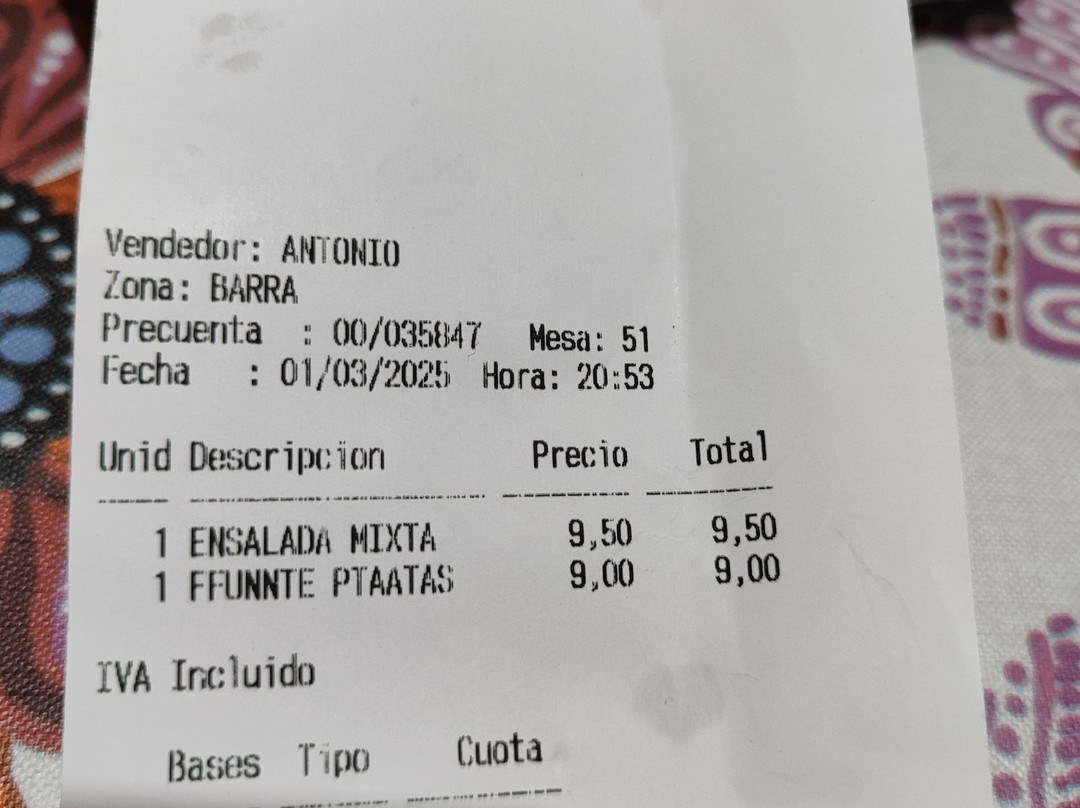 Vendedor: ANTONIO
Zona: BARRA
Precuenta : 00/035847 Mesa: 51
Fecha : 01/03/2025 Hora: 20:53
Unid Descripcion Precio Total
1 ENSALADA MIXTA 9,50 9,50
1 FFUNNTE PTAATAS 9,00 9,00
IVA Incluido
Bases Tipo Cuota